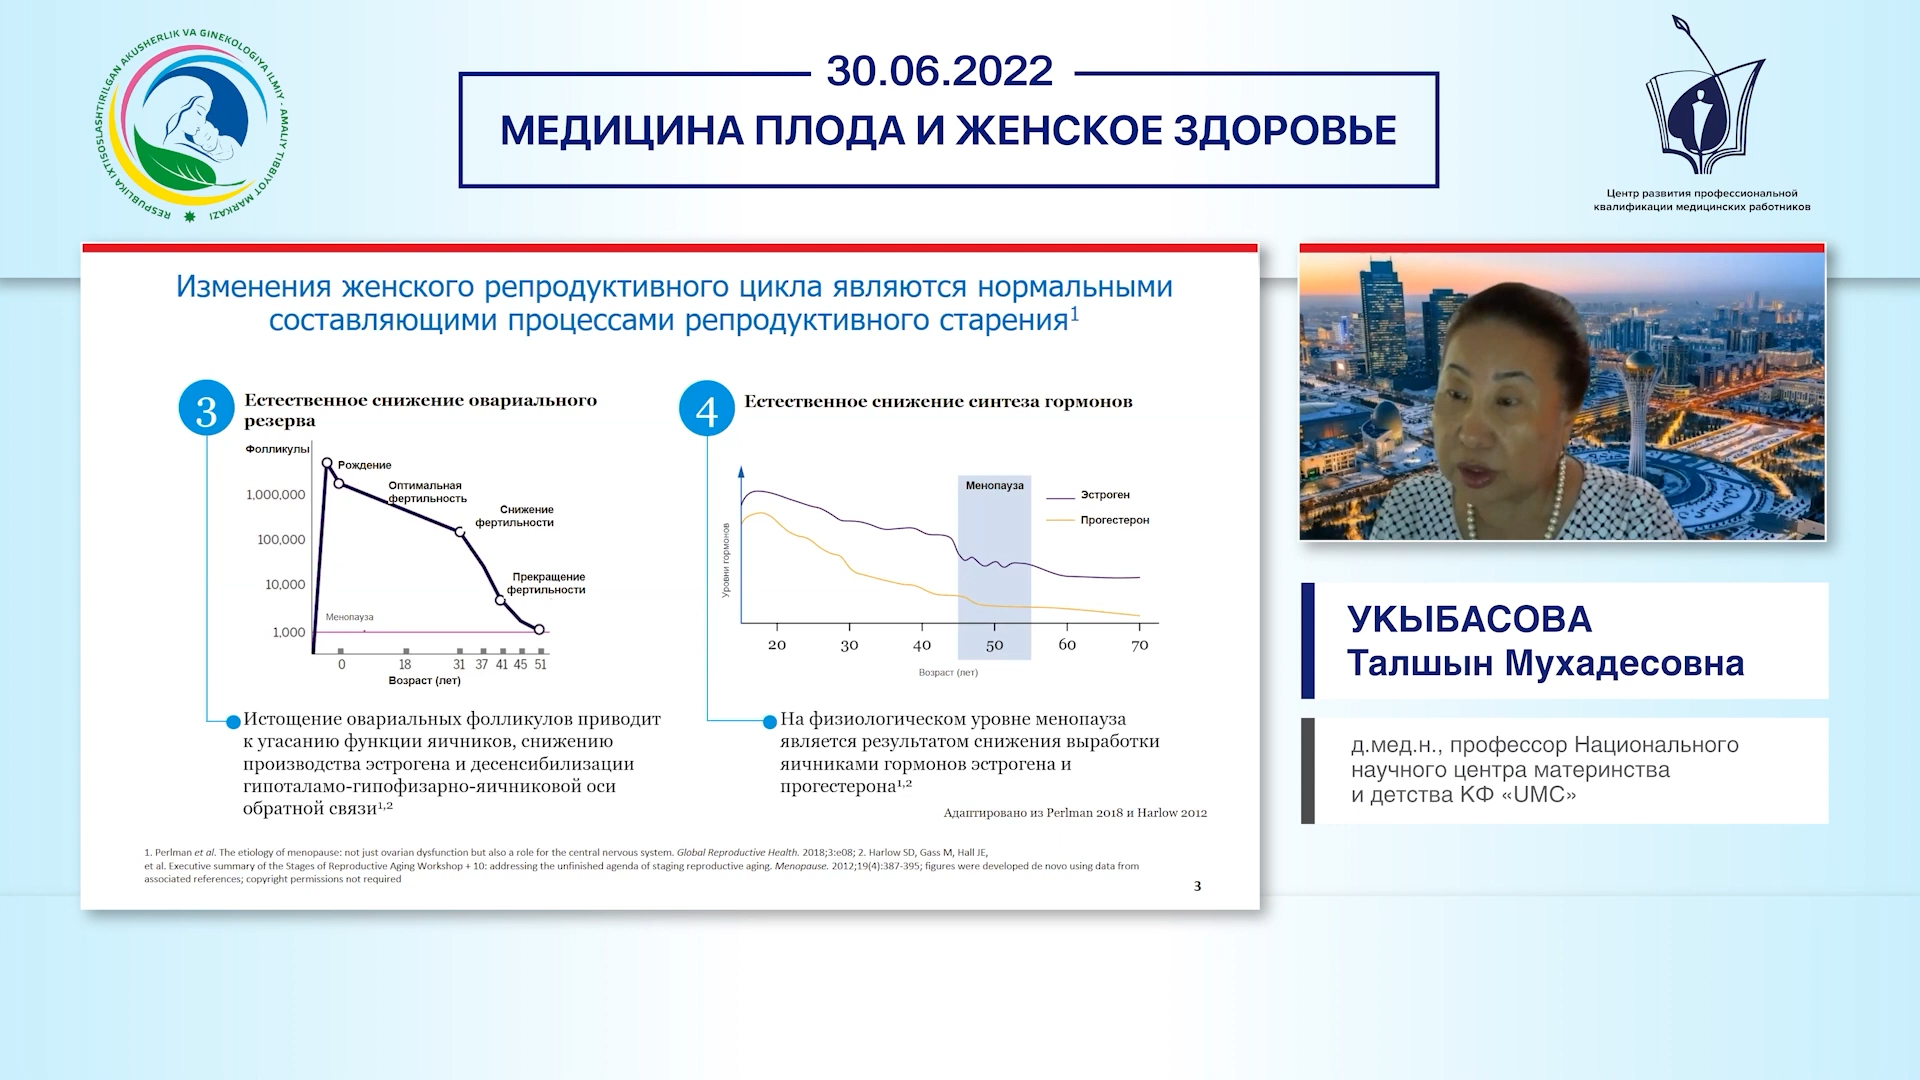 RESPUBLIKA IXTISOSLASHTIRILGAN AKUSHERLIK VA GINEKOLOGIYA ILMIY - AMALIY TIBBIYOT MARKAZI
30.06.2022
МЕДИЦИНА ПЛОДА И ЖЕНСКОЕ ЗДОРОВЬЕ
Центр развития профессиональной
квалификации медицинских работников
Изменения женского репродуктивного цикла являются нормальными
составляющими процессами репродуктивного старения¹
3
Естественное снижение овариального
резерва
Фолликулы
Рождение
Оптимальная
фертильность
Снижение
фертильности
Прекращение
фертильности
Менопауза
1,000,000
100,000
10,000
1,000
0 18 31 37 41 45 51
Возраст (лет)
Истощение овариальных фолликулов приводит
к угасанию функции яичников, снижению
производства эстрогена и десенсибилизации
гипоталамо-гипофизарно-яичниковой оси
обратной связи¹,²
4
Естественное снижение синтеза гормонов
Менопауза
Эстроген
Прогестерон
Уровни гормонов
20 30 40 50 60 70
Возраст (лет)
На физиологическом уровне менопауза
является результатом снижения выработки
яичниками гормонов эстрогена и
прогестерона¹,²
Адаптировано из Perlman 2018 и Harlow 2012
1. Perlman et al. The etiology of menopause: not just ovarian dysfunction but also a role for the central nervous system. Global Reproductive Health. 2018;3:e08; 2. Harlow SD, Gass M, Hall JE,
et al. Executive summary of the Stages of Reproductive Aging Workshop + 10: addressing the unfinished agenda of staging reproductive aging. Menopause. 2012;19(4):387-395; figures were developed de novo using data from
associated references; copyright permissions not required
3
УКЫБАСОВА
Талшын Мухадесовна
д.мед.н., профессор Национального
научного центра материнства
и детства КФ «UMC»